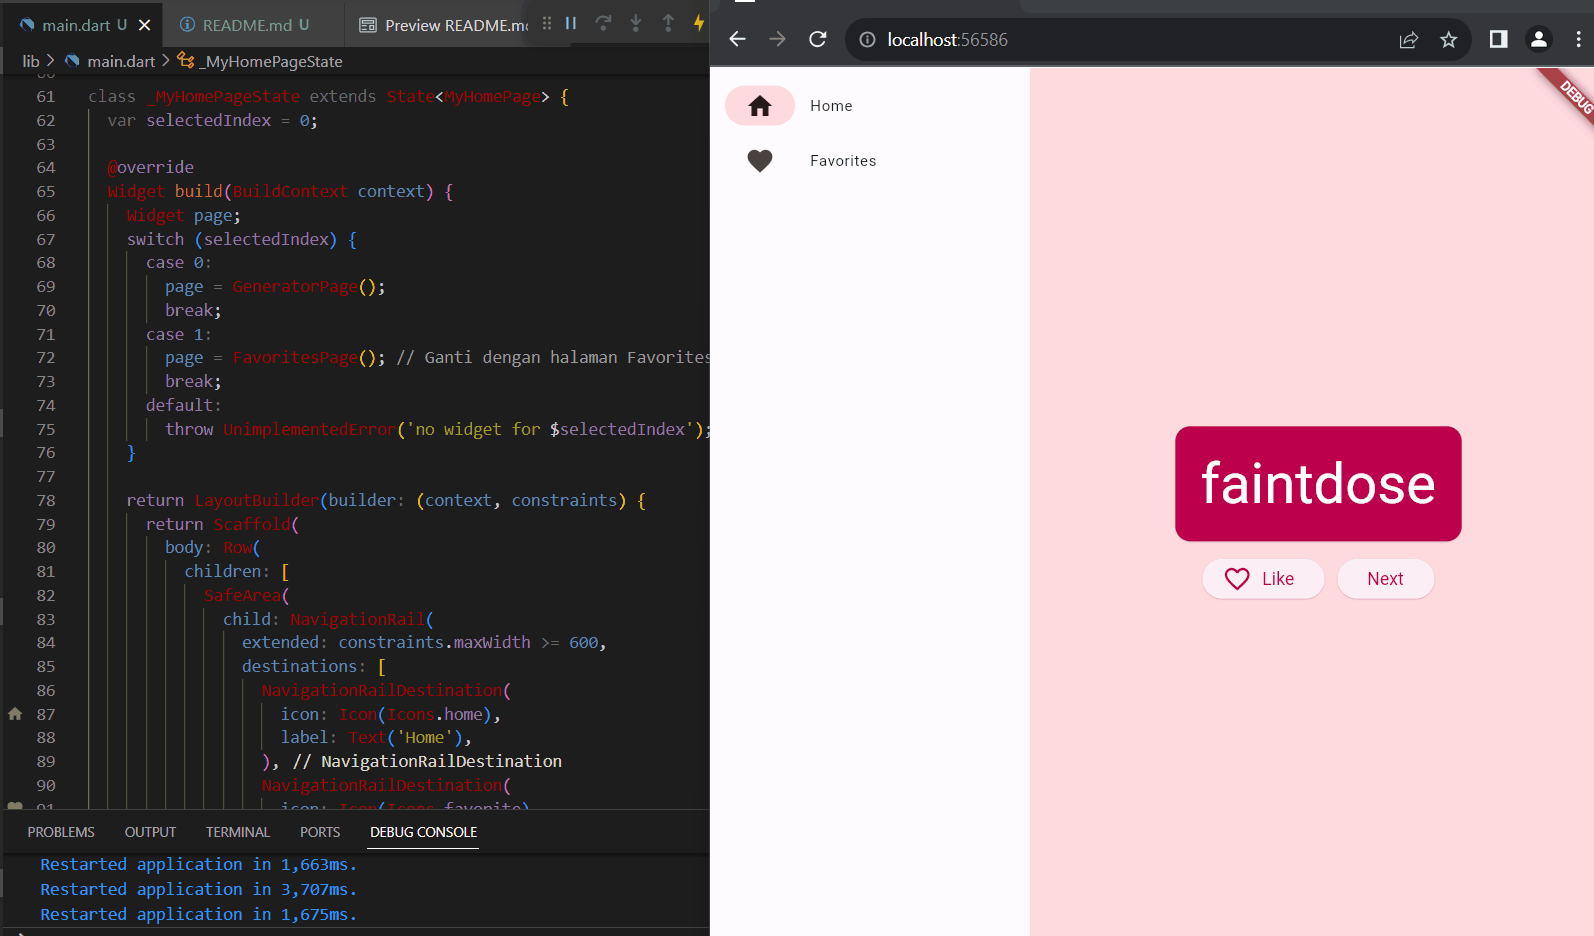 main.dart U
README.md U
Preview README.m
lib > main.dart > _MyHomePageState
61 class _MyHomePageState extends State<MyHomePage> {
62 var selectedIndex = 0;
63
64 @override
65 Widget build(BuildContext context) {
66 Widget page;
67 switch (selectedIndex) {
68 case 0:
69 page = GeneratorPage();
70 break;
71 case 1:
72 page = FavoritesPage(); // Ganti dengan halaman Favorites
73 break;
74 default:
75 throw UnimplementedError('no widget for $selectedIndex');
76 }
77
78 return LayoutBuilder(builder: (context, constraints) {
79 return Scaffold(
80 body: Row(
81 children: [
82 SafeArea(
83 child: NavigationRail(
84 extended: constraints.maxWidth >= 600,
85 destinations: [
86 NavigationRailDestination(
87 icon: Icon(Icons.home),
88 label: Text('Home'),
89 ), // NavigationRailDestination
90 NavigationRailDestination(
91 icon: Icon(Icons.favorite)
PROBLEMS OUTPUT TERMINAL PORTS DEBUG CONSOLE
Restarted application in 1,663ms.
Restarted application in 3,707ms.
Restarted application in 1,675ms.
localhost:56586
DEBUG
Home
Favorites
faintdose
Like
Next